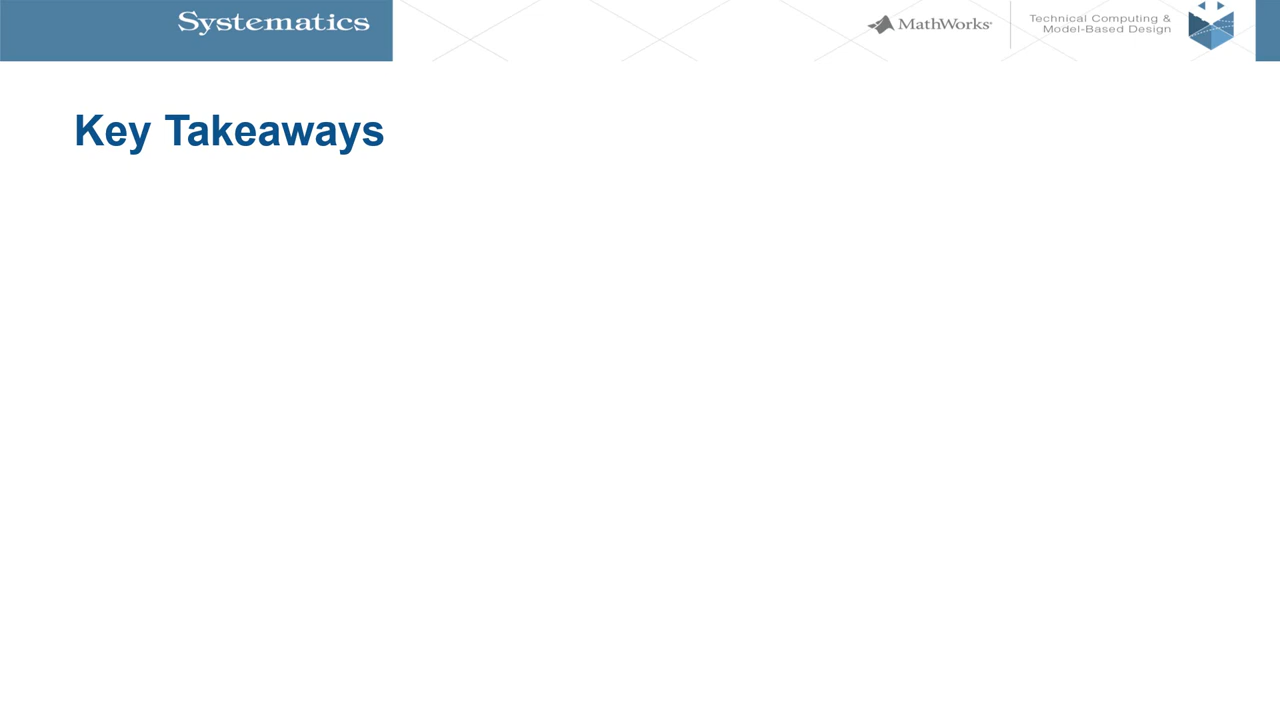 Systematics
MathWorks®
Technical Computing &
Model-Based Design
Key Takeaways